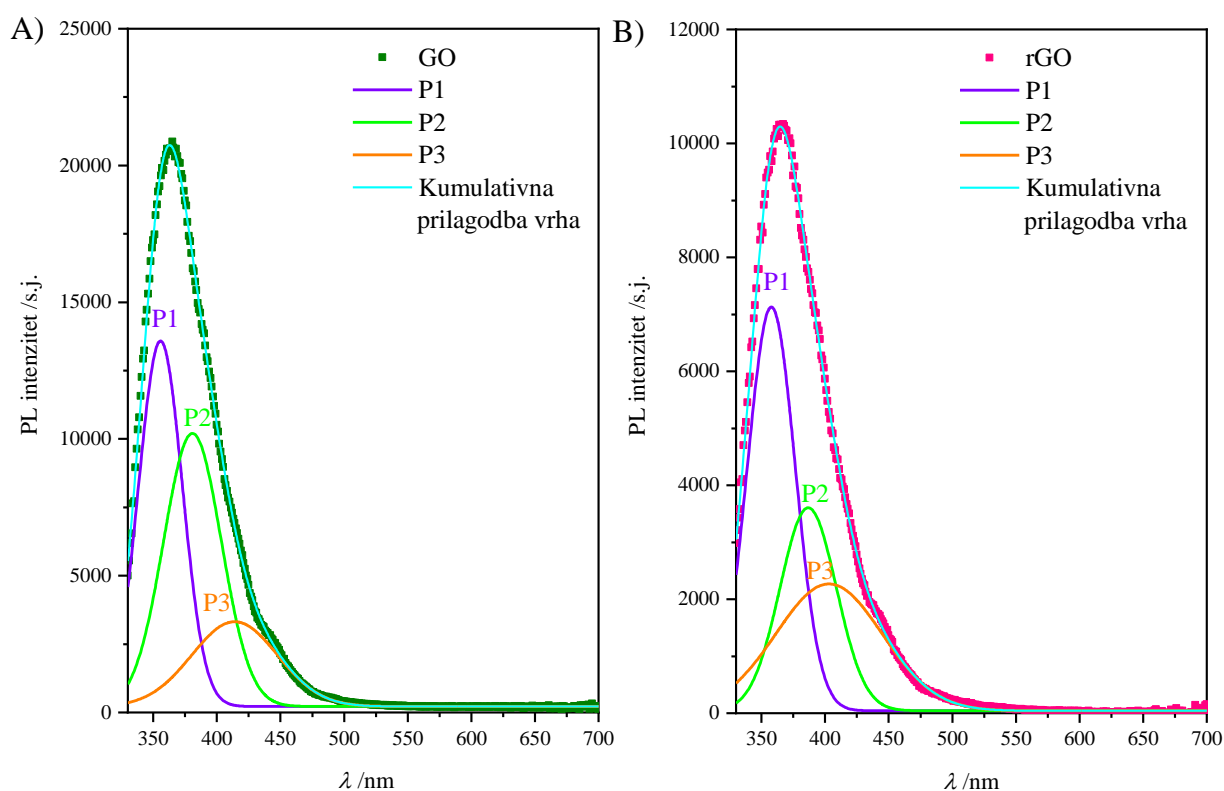 A)
25000
20000
15000
10000
5000
0
PL intenzitet /s.j.
GO
P1
P2
P3
Kumulativna
prilagodba vrha
P1
P2
P3
350 400 450 500 550 600 650 700
λ /nm
B)
12000
10000
8000
6000
4000
2000
0
PL intenzitet /s.j.
rGO
P1
P2
P3
Kumulativna
prilagodba vrha
P1
P2
P3
350 400 450 500 550 600 650 700
λ /nm